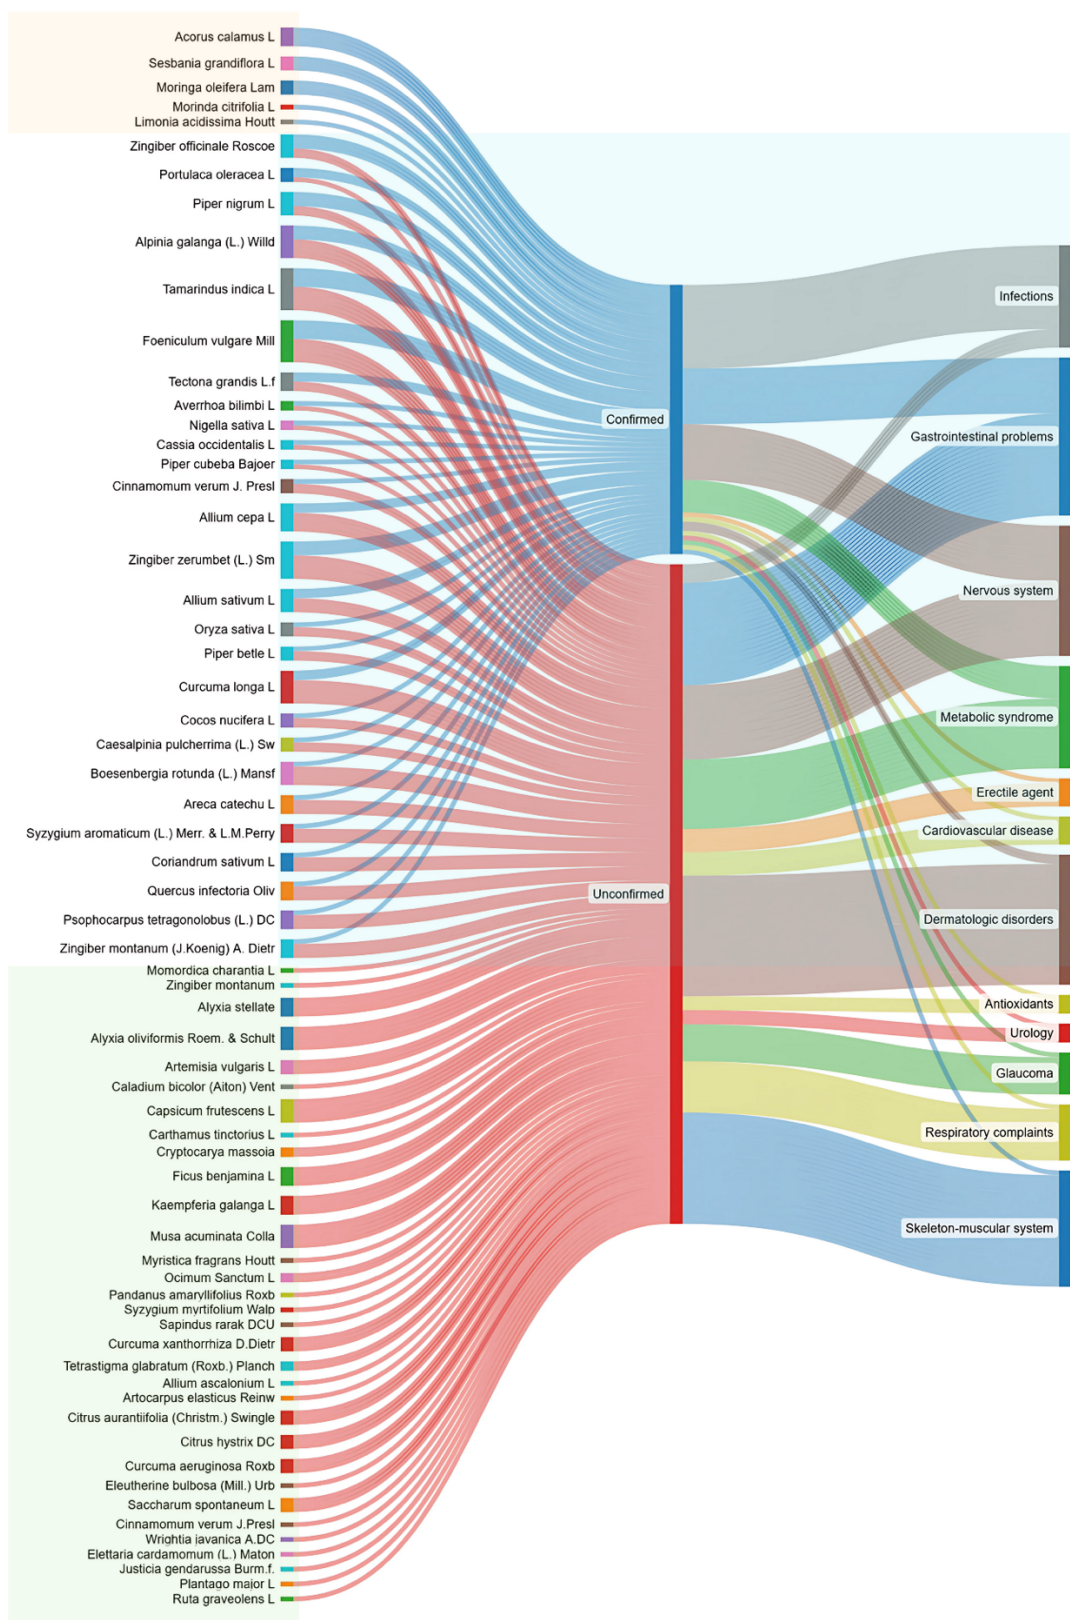 Acorus calamus L
Sesbania grandiflora L
Moringa oleifera Lam
Morinda citrifolia L
Limonia acidissima Houtt
Zingiber officinale Roscoe
Portulaca oleracea L
Piper nigrum L
Alpinia galanga (L.) Willd
Tamarindus indica L
Foeniculum vulgare Mill
Tectona grandis L.f
Averrhoa bilimbi L
Nigella sativa L
Cassia occidentalis L
Piper cubeba Bajoer
Cinnamomum verum J. Presl
Allium cepa L
Zingiber zerumbet (L.) Sm
Allium sativum L
Oryza sativa L
Piper betle L
Curcuma longa L
Cocos nucifera L
Caesalpinia pulcherrima (L.) Sw
Boesenbergia rotunda (L.) Mansf
Areca catechu L
Syzygium aromaticum (L.) Merr. & L.M.Perry
Coriandrum sativum L
Quercus infectoria Oliv
Psophocarpus tetragonolobus (L.) DC
Zingiber montanum (J.Koenig) A. Dietr
Momordica charantia L
Zingiber montanum
Alyxia stellate
Alyxia oliviformis Roem. & Schult
Artemisia vulgaris L
Caladium bicolor (Aiton) Vent
Capsicum frutescens L
Carthamus tinctorius L
Cryptocarya massoia
Ficus benjamina L
Kaempferia galanga L
Musa acuminata Colla
Myristica fragrans Houtt
Ocimum Sanctum L
Pandanus amaryllifolius Roxb
Syzygium myrtifolium Walp
Sapindus rarak DCU
Curcuma xanthorrhiza D.Dietr
Tetrastigma glabratum (Roxb.) Planch
Allium ascalonium L
Artocarpus elasticus Reinw
Citrus aurantiifolia (Christm.) Swingle
Citrus hystrix DC
Curcuma aeruginosa Roxb
Eleutherine bulbosa (Mill.) Urb
Saccharum spontaneum L
Cinnamomum verum J.Presl
Wrightia javanica A.DC
Elettaria cardamomum (L.) Maton
Justicia gendarussa Burm.f.
Plantago major L
Ruta graveolens L
Confirmed
Unconfirmed
Infections
Gastrointestinal problems
Nervous system
Metabolic syndrome
Erectile agent
Cardiovascular disease
Dermatologic disorders
Antioxidants
Urology
Glaucoma
Respiratory complaints
Skeleton-muscular system